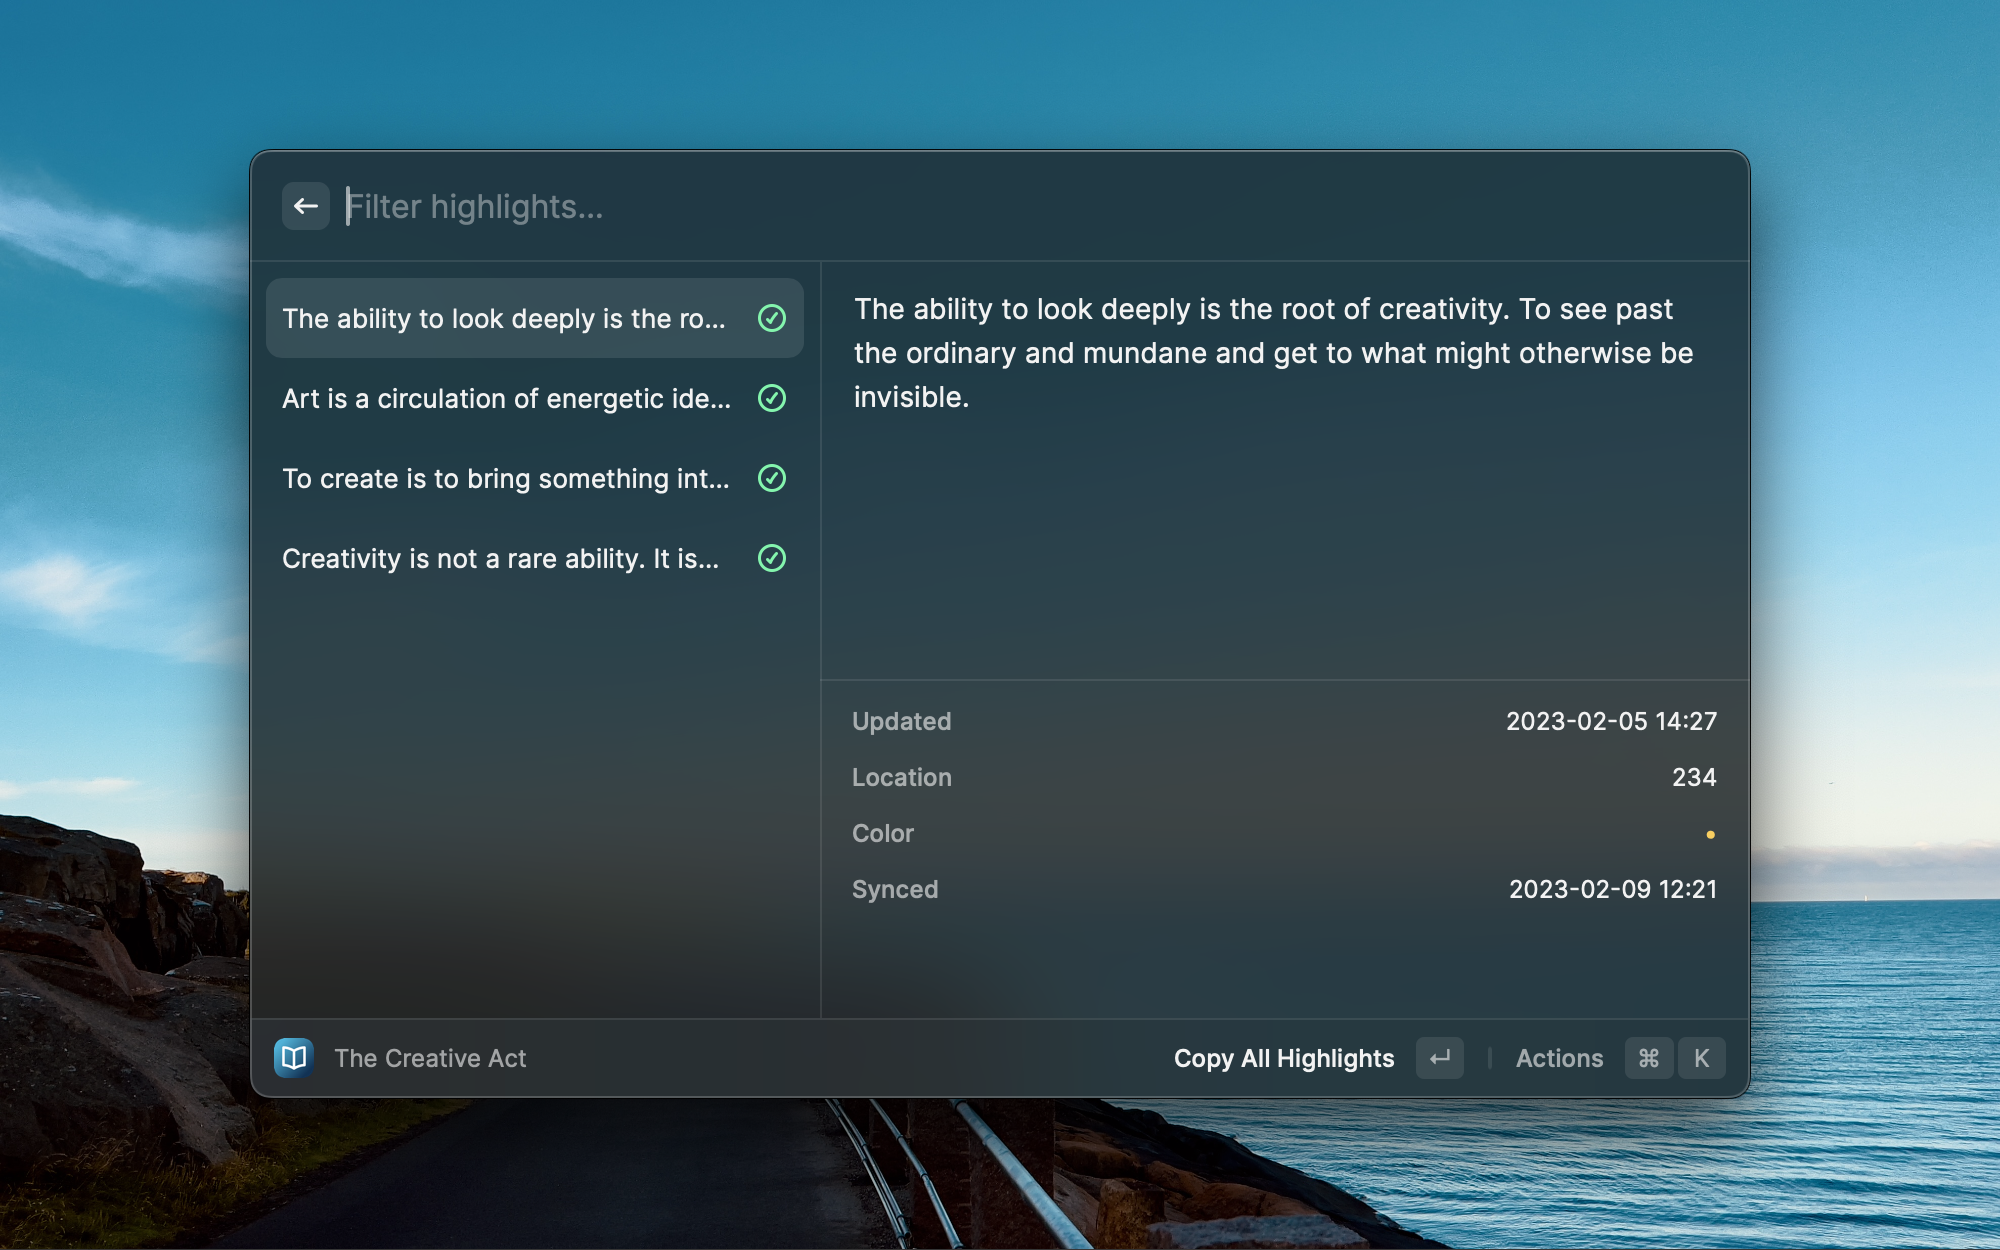 Filter highlights...
The ability to look deeply is the ro...
Art is a circulation of energetic ide...
To create is to bring something int...
Creativity is not a rare ability. It is...
The ability to look deeply is the root of creativity. To see past
the ordinary and mundane and get to what might otherwise be
invisible.
Updated 2023-02-05 14:27
Location 234
Color
Synced 2023-02-09 12:21
The Creative Act
Copy All Highlights
Actions ⌘ K